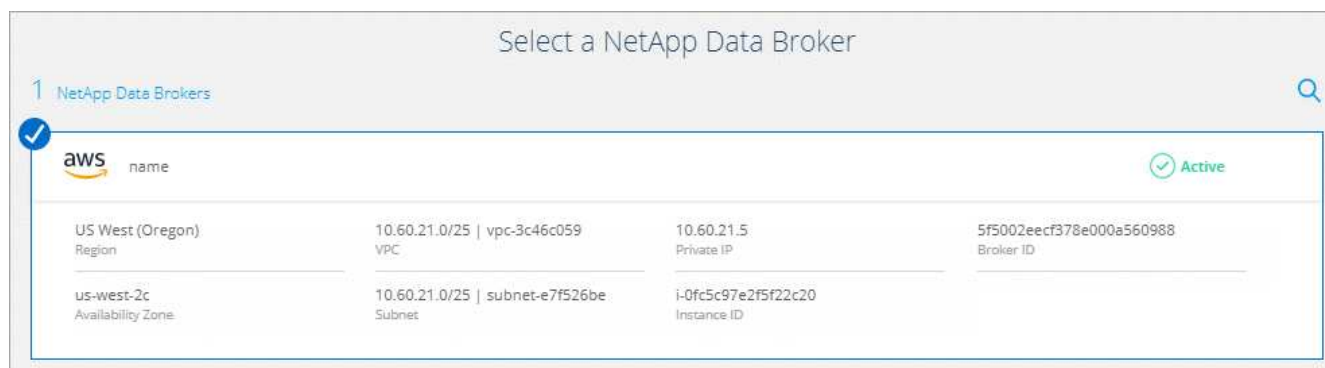 Select a NetApp Data Broker
1 NetApp Data Brokers
aws name Active
US West (Oregon) 10.60.21.0/25 | vpc-3c46c059 10.60.21.5 5f5002eecf378e000a560988
Region VPC Private IP Broker ID
us-west-2c 10.60.21.0/25 | subnet-e7f526be i-0fc5c97e2f5f22c20
Availability Zone Subnet Instance ID